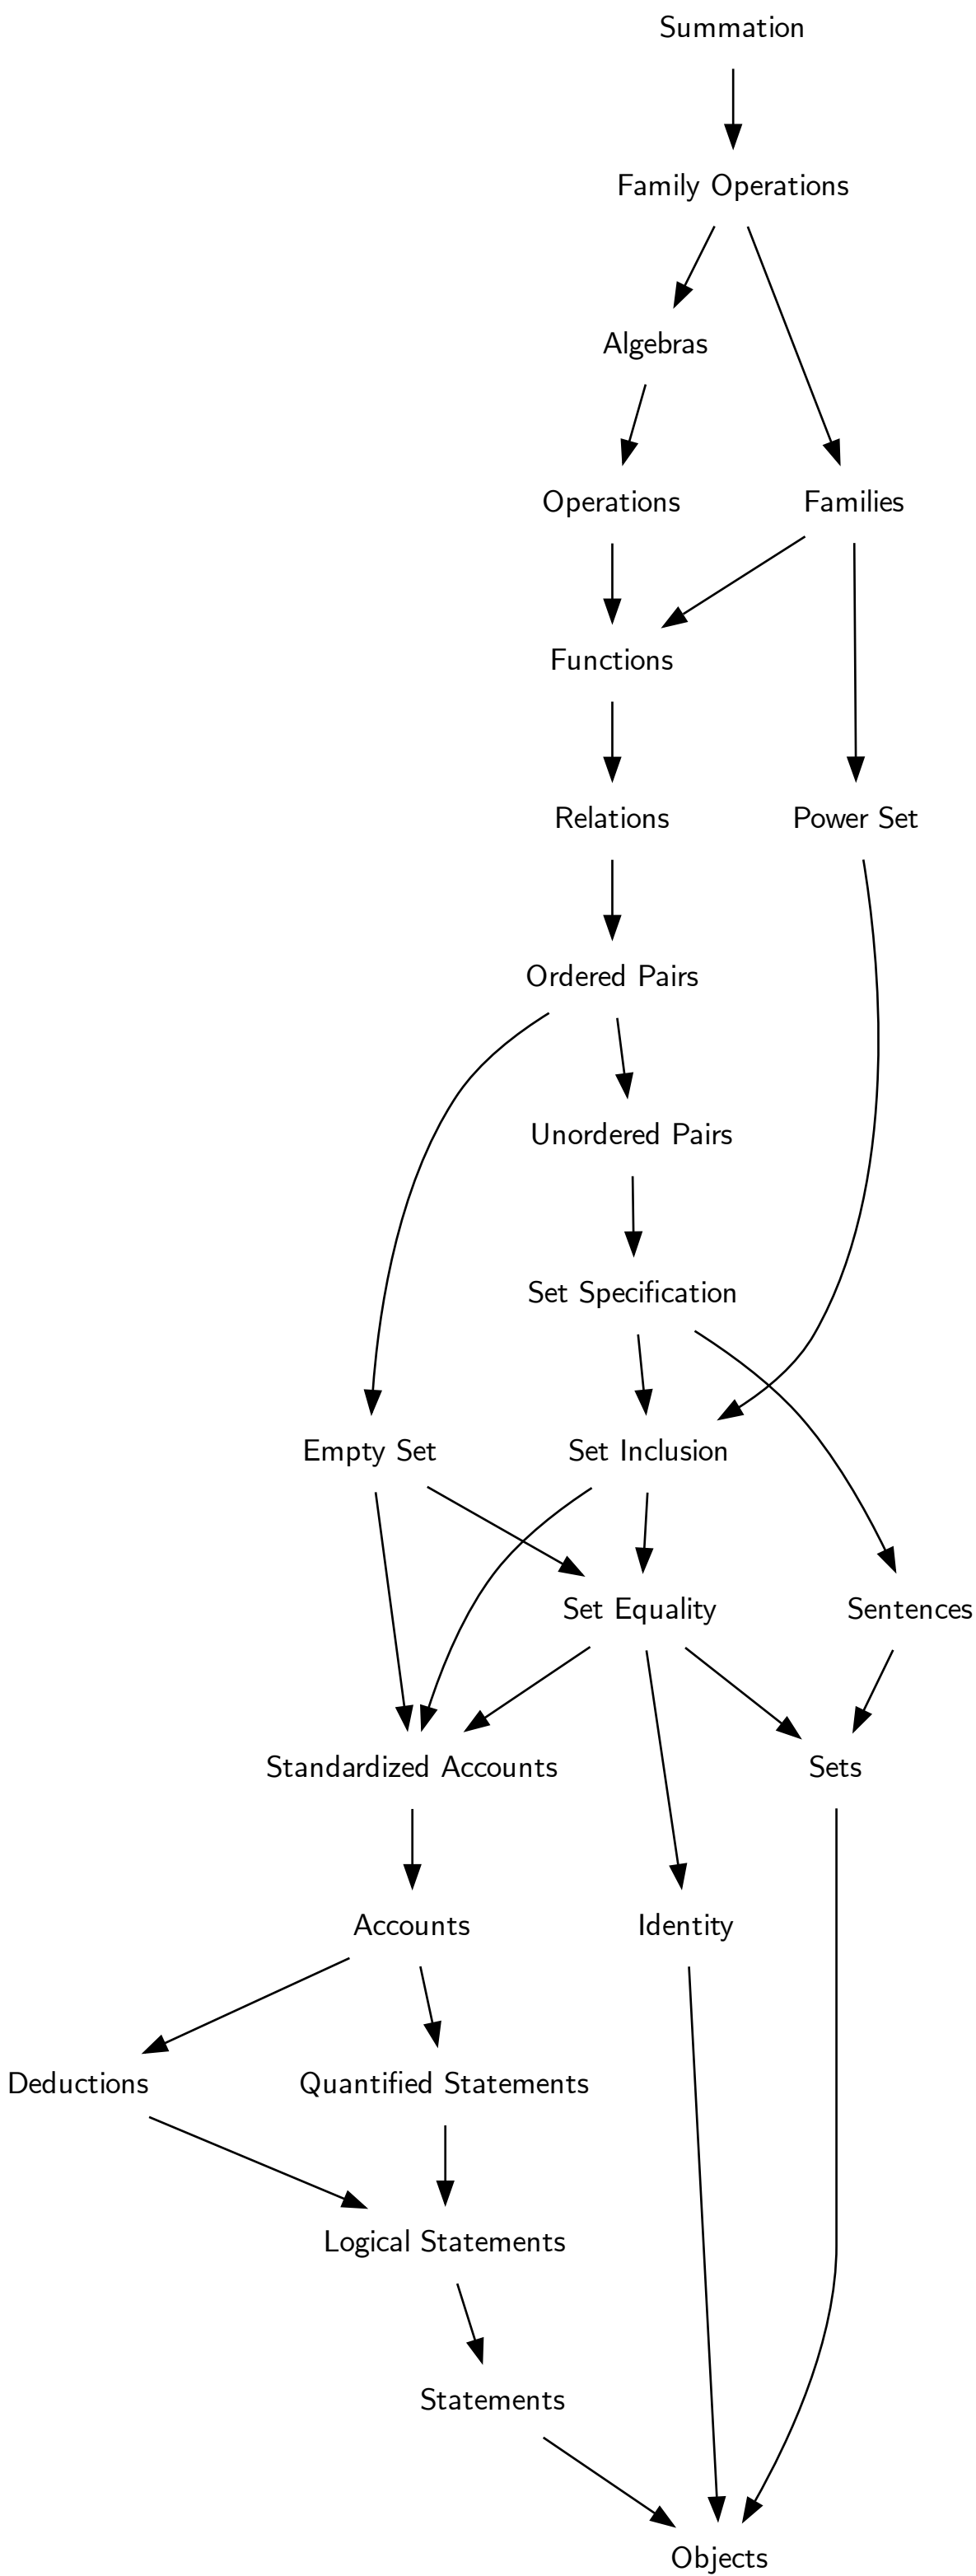 Summation
Family Operations
Algebras
Operations
Families
Functions
Relations
Power Set
Ordered Pairs
Unordered Pairs
Set Specification
Empty Set
Set Inclusion
Set Equality
Sentences
Standardized Accounts
Sets
Accounts
Identity
Deductions
Quantified Statements
Logical Statements
Statements
Objects